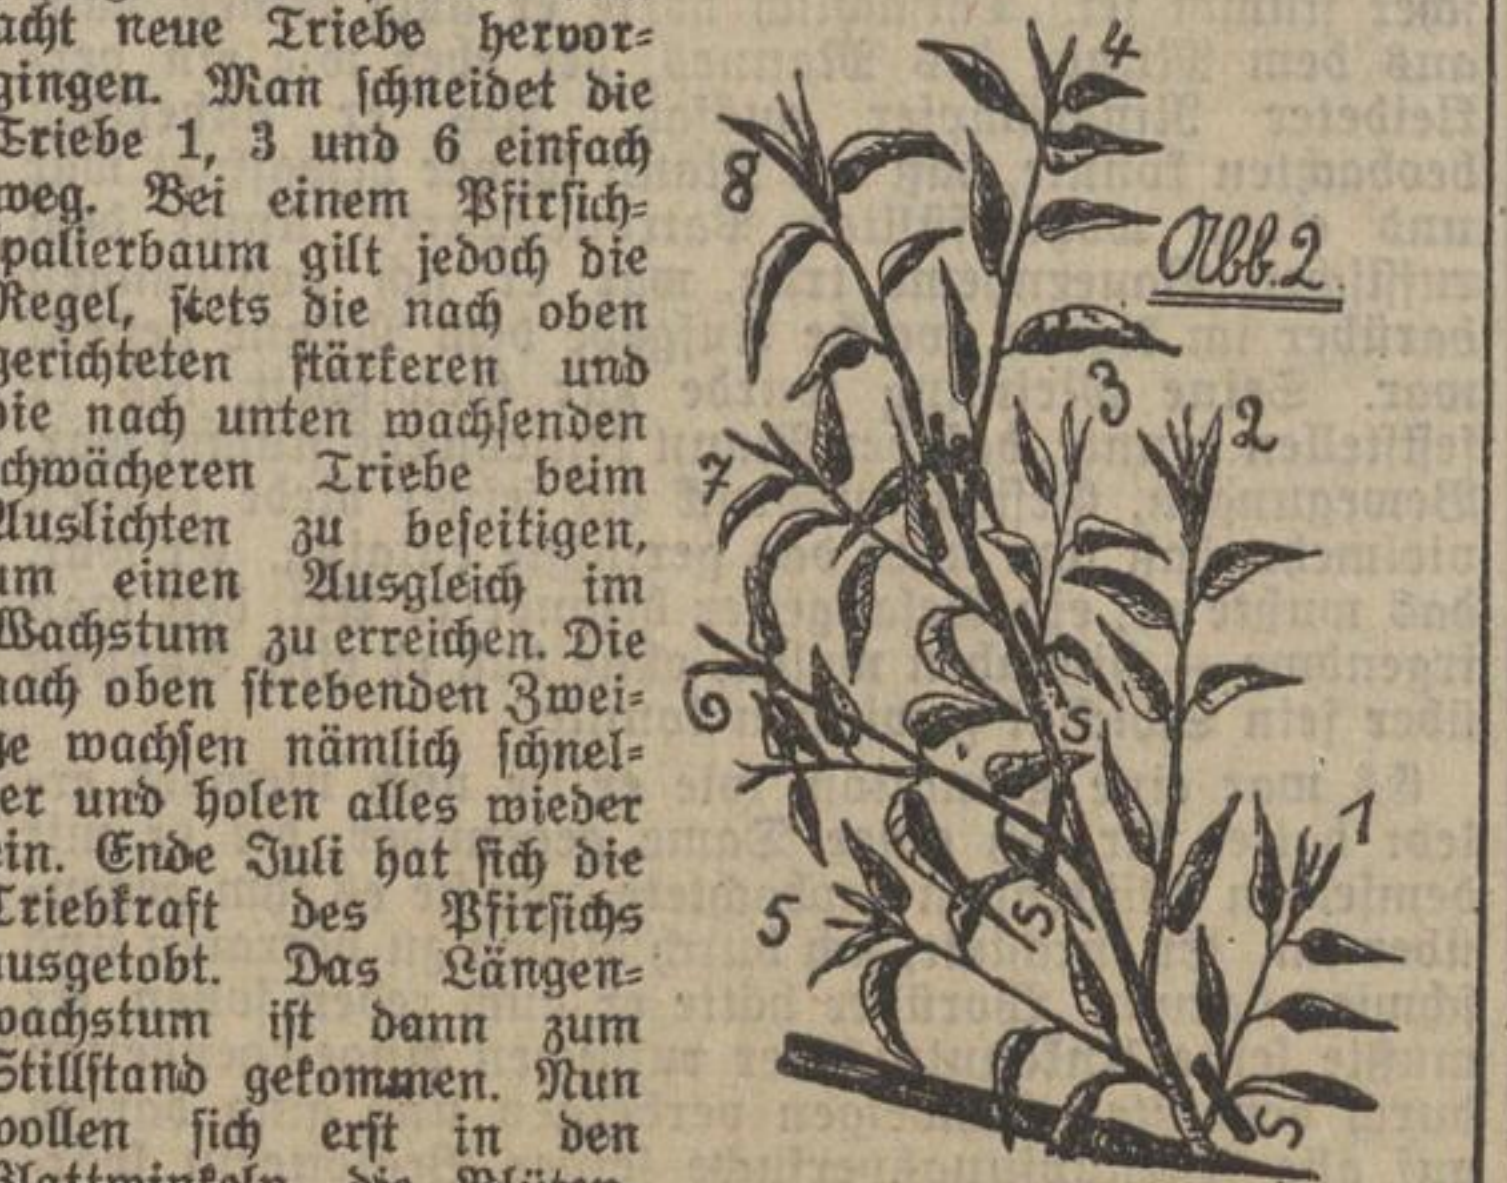 acht neue Triebe hervor=
gingen. Man schneidet die
Triebe 1, 3 und 6 einfach
weg. Bei einem Pfirsich=
spalierbaum gilt jedoch die
Regel, stets die nach oben
gerichteten stärkeren und
die nach unten wachsenden
schwächeren Triebe beim
Auslichten zu beseitigen,
um einen Ausgleich im
Wachstum zu erreichen. Die
nach oben strebenden Zwei=
ge wachsen nämlich schnel=
ler und holen alles wieder
ein. Ende Juli hat sich die
Triebkraft des Pfirsichs
ausgetobt. Das Längen=
wachstum ist dann zum
Stillstand gekommen. Nun
wollen sich erst in den
4
8
Abb. 2
3
2
7
6
S
1
5
S
S